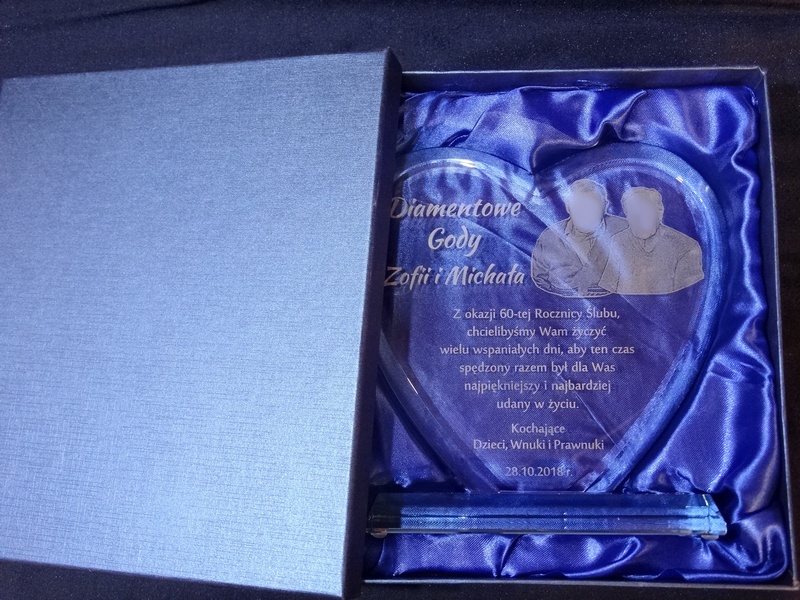 Diamentowe
Gody
Zofii i Michała
Z okazji 60-tej Rocznicy Ślubu,
chcielibyśmy Wam życzyć
wielu wspaniałych dni, aby ten czas
spędzony razem był dla Was
najpiękniejszy i najbardziej
udany w życiu.
Kochające
Dzieci, Wnuki i Prawnuki
28.10.2018 r.